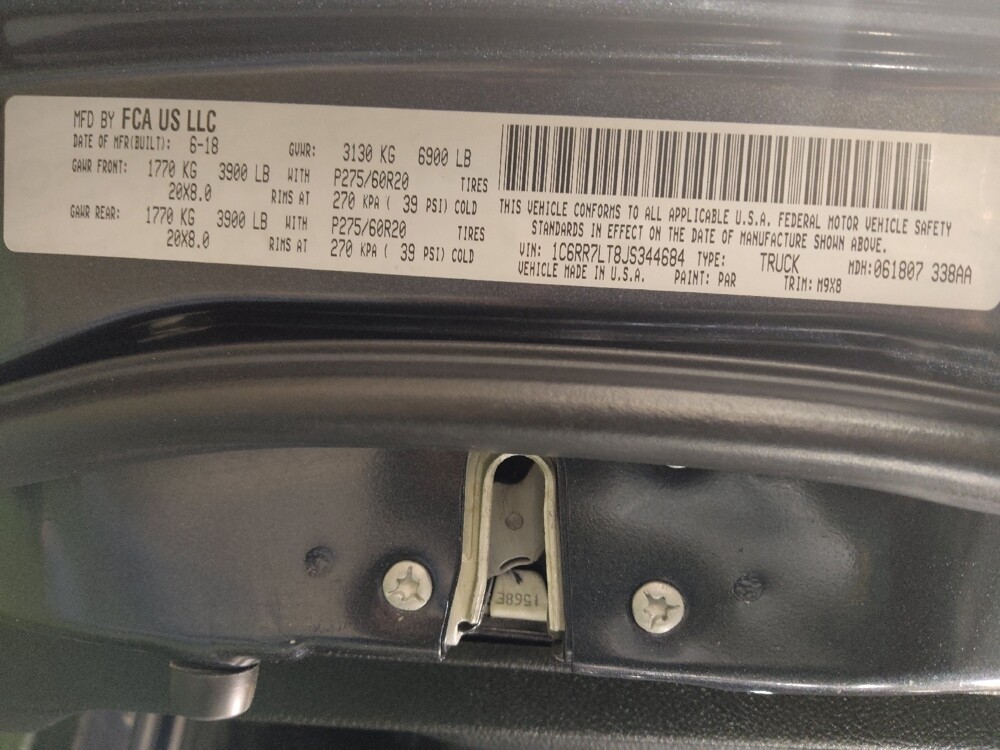 MFD BY FCA US LLC
DATE OF MFR(BUILT): 6-18 GVWR: 3130 KG 6900 LB
GAWR FRONT: 1770 KG 3900 LB WITH P275/60R20 TIRES
20X8.0 RIMS AT 270 KPA ( 39 PSI) COLD
GAWR REAR: 1770 KG 3900 LB WITH P275/60R20 TIRES
20X8.0 RIMS AT 270 KPA ( 39 PSI) COLD
THIS VEHICLE CONFORMS TO ALL APPLICABLE U.S.A. FEDERAL MOTOR VEHICLE SAFETY
STANDARDS IN EFFECT ON THE DATE OF MANUFACTURE SHOWN ABOVE.
VIN: 1C6RR7LT8JS344684 TYPE: TRUCK MDH:061807 338AA
VEHICLE MADE IN U.S.A. PAINT: PAR TRIM: M9X8
1568E